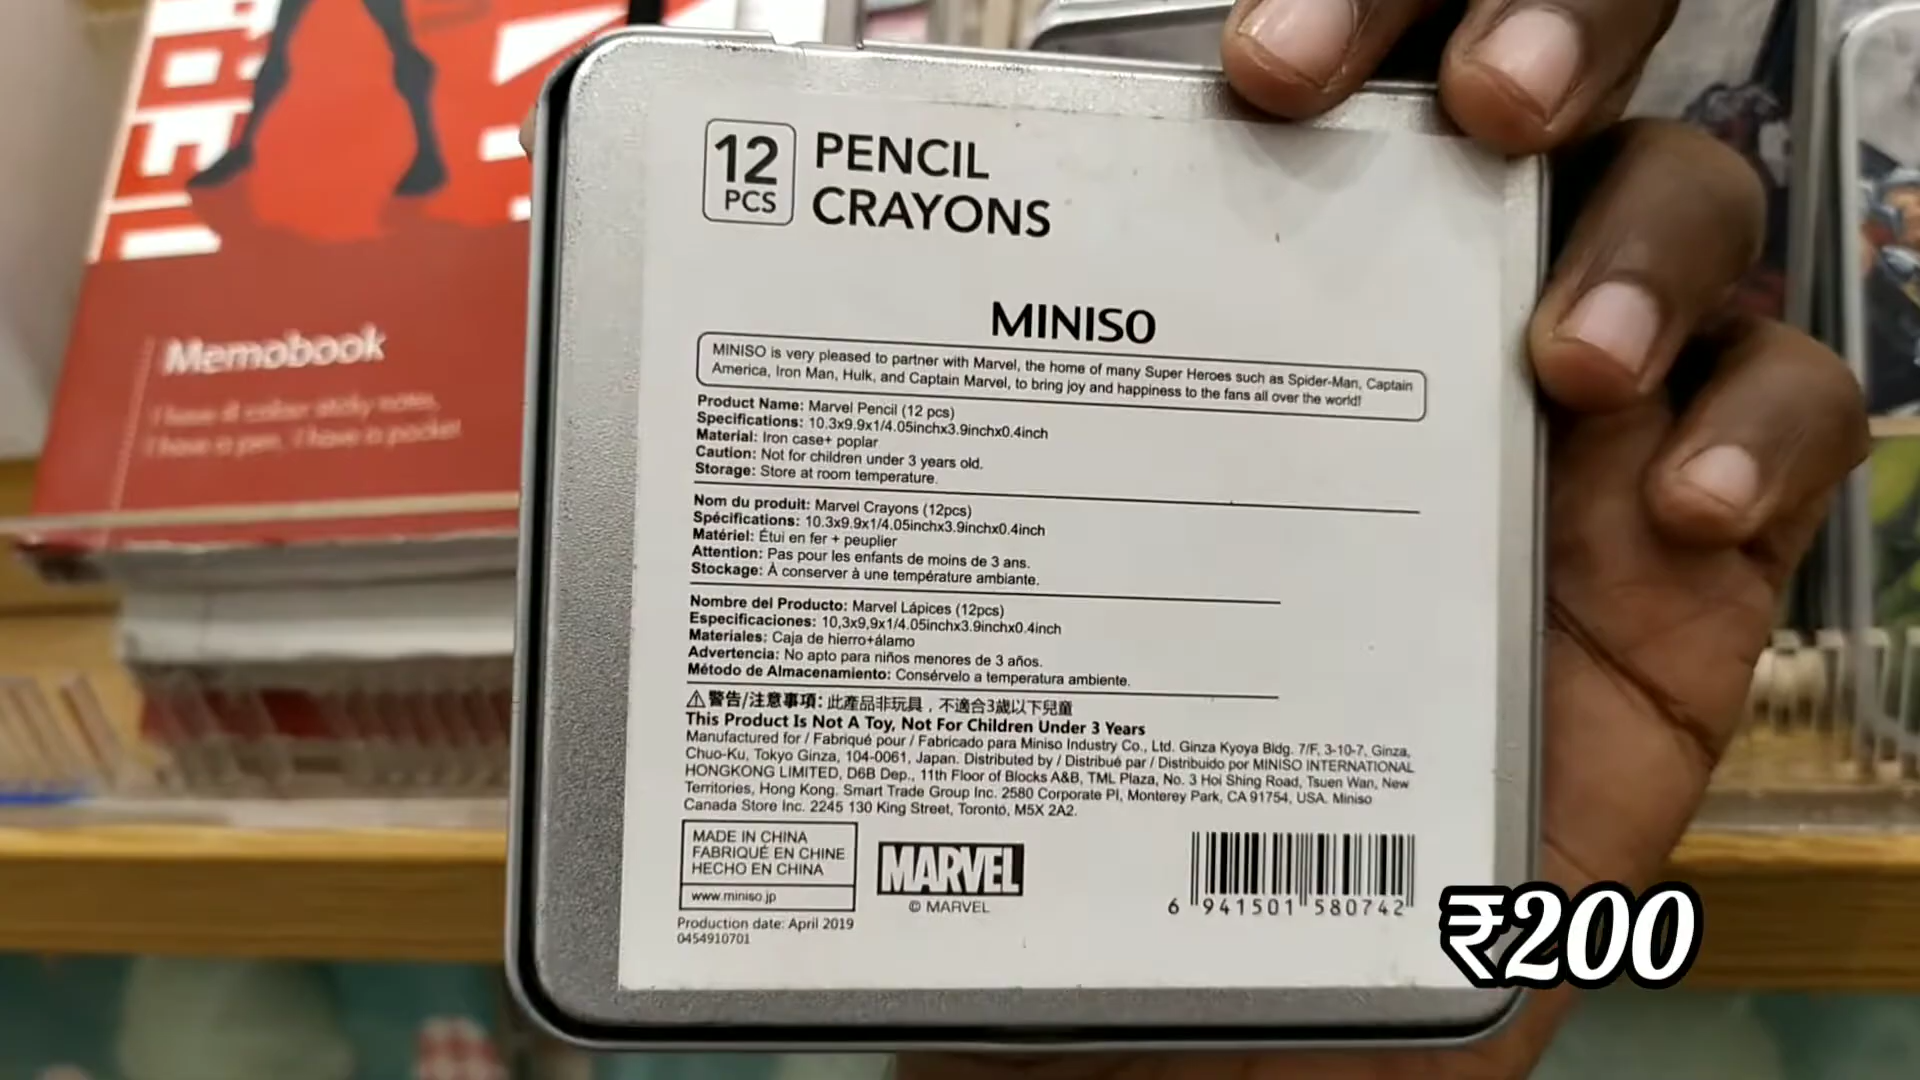 Memobook
I have 4 colour sticky notes,
I have a pen, I have a pocket
12
PCS
PENCIL
CRAYONS
MINISO
MINISO is very pleased to partner with Marvel, the home of many Super Heroes such as Spider-Man, Captain
America, Iron Man, Hulk, and Captain Marvel, to bring joy and happiness to the fans all over the world!
Product Name: Marvel Pencil (12 pcs)
Specifications: 10.3x9.9x1/4.05inchx3.9inchx0.4inch
Material: Iron case+ poplar
Caution: Not for children under 3 years old.
Storage: Store at room temperature.
Nom du produit: Marvel Crayons (12pcs)
Spécifications: 10.3x9.9x1/4.05inchx3.9inchx0.4inch
Matériel: Étui en fer + peuplier
Attention: Pas pour les enfants de moins de 3 ans.
Stockage: À conserver à une température ambiante.
Nombre del Producto: Marvel Lápices (12pcs)
Especificaciones: 10,3x9,9x1/4.05inchx3.9inchx0.4inch
Materiales: Caja de hierro+álamo
Advertencia: No apto para niños menores de 3 años.
Método de Almacenamiento: Consérvelo a temperatura ambiente.
⚠警告/注意事項: 此產品非玩具，不適合3歲以下兒童
This Product Is Not A Toy, Not For Children Under 3 Years
Manufactured for / Fabriqué pour / Fabricado para Miniso Industry Co., Ltd. Ginza Kyoya Bldg. 7/F, 3-10-7, Ginza,
Chuo-Ku, Tokyo Ginza, 104-0061, Japan. Distributed by / Distribué par / Distribuido por MINISO INTERNATIONAL
HONGKONG LIMITED, D6B Dep., 11th Floor of Blocks A&B, TML Plaza, No. 3 Hoi Shing Road, Tsuen Wan, New
Territories, Hong Kong. Smart Trade Group Inc. 2580 Corporate Pl, Monterey Park, CA 91754, USA. Miniso
Canada Store Inc. 2245 130 King Street, Toronto, M5X 2A2.
MADE IN CHINA
FABRIQUÉ EN CHINE
HECHO EN CHINA
www.miniso.jp
Production date: April 2019
0454910701
MARVEL
© MARVEL
6 941501 580742
₹200